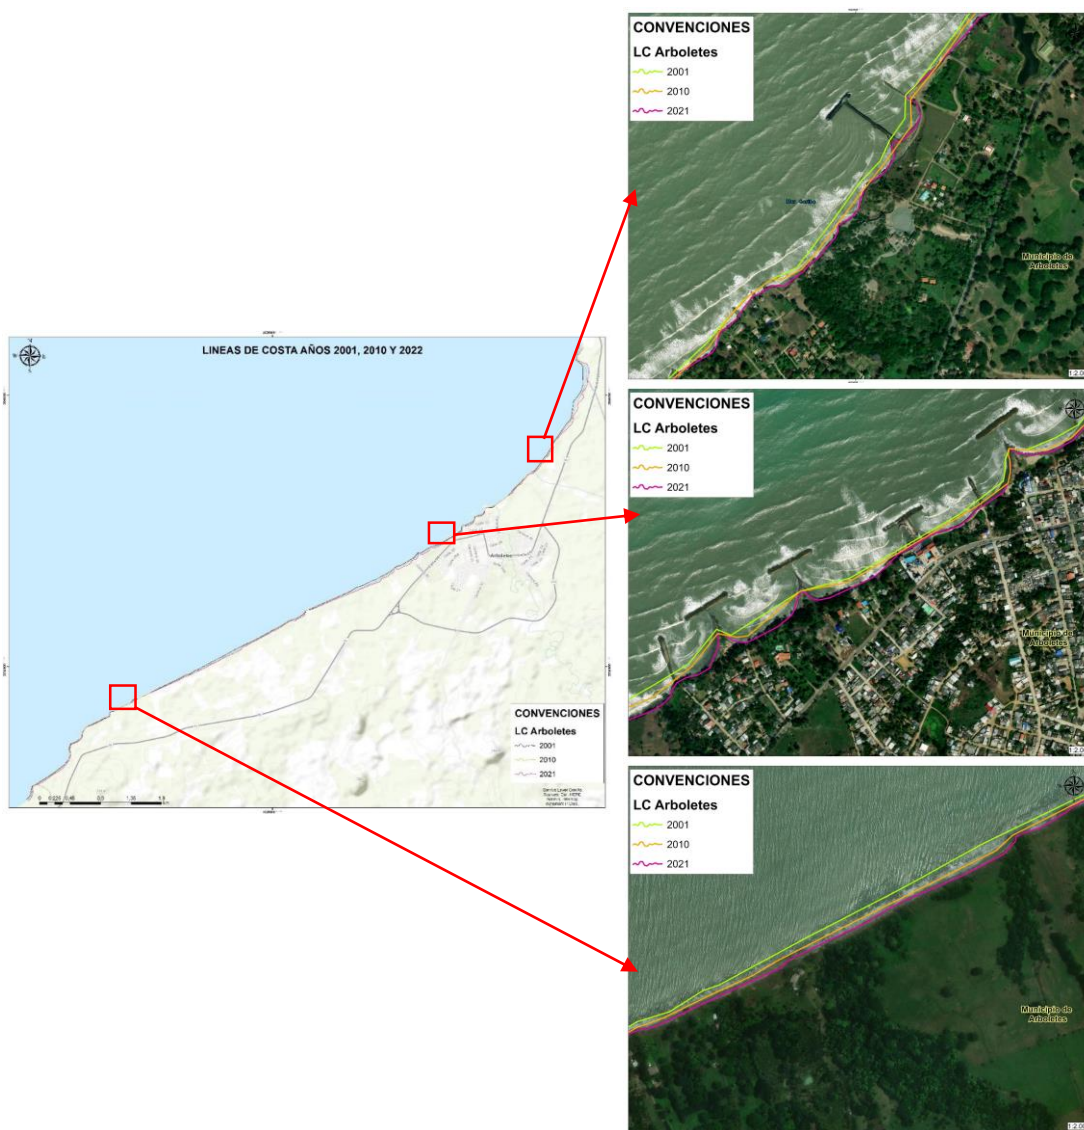 LINEAS DE COSTA AÑOS 2001, 2010 Y 2022
Arboletes
CONVENCIONES
LC Arboletes
2001
2010
2021
CONVENCIONES
LC Arboletes
2001
2010
2021
Municipio de
Arboletes
CONVENCIONES
LC Arboletes
2001
2010
2021
Municipio de
Arboletes
CONVENCIONES
LC Arboletes
2001
2010
2021
Municipio de
Arboletes